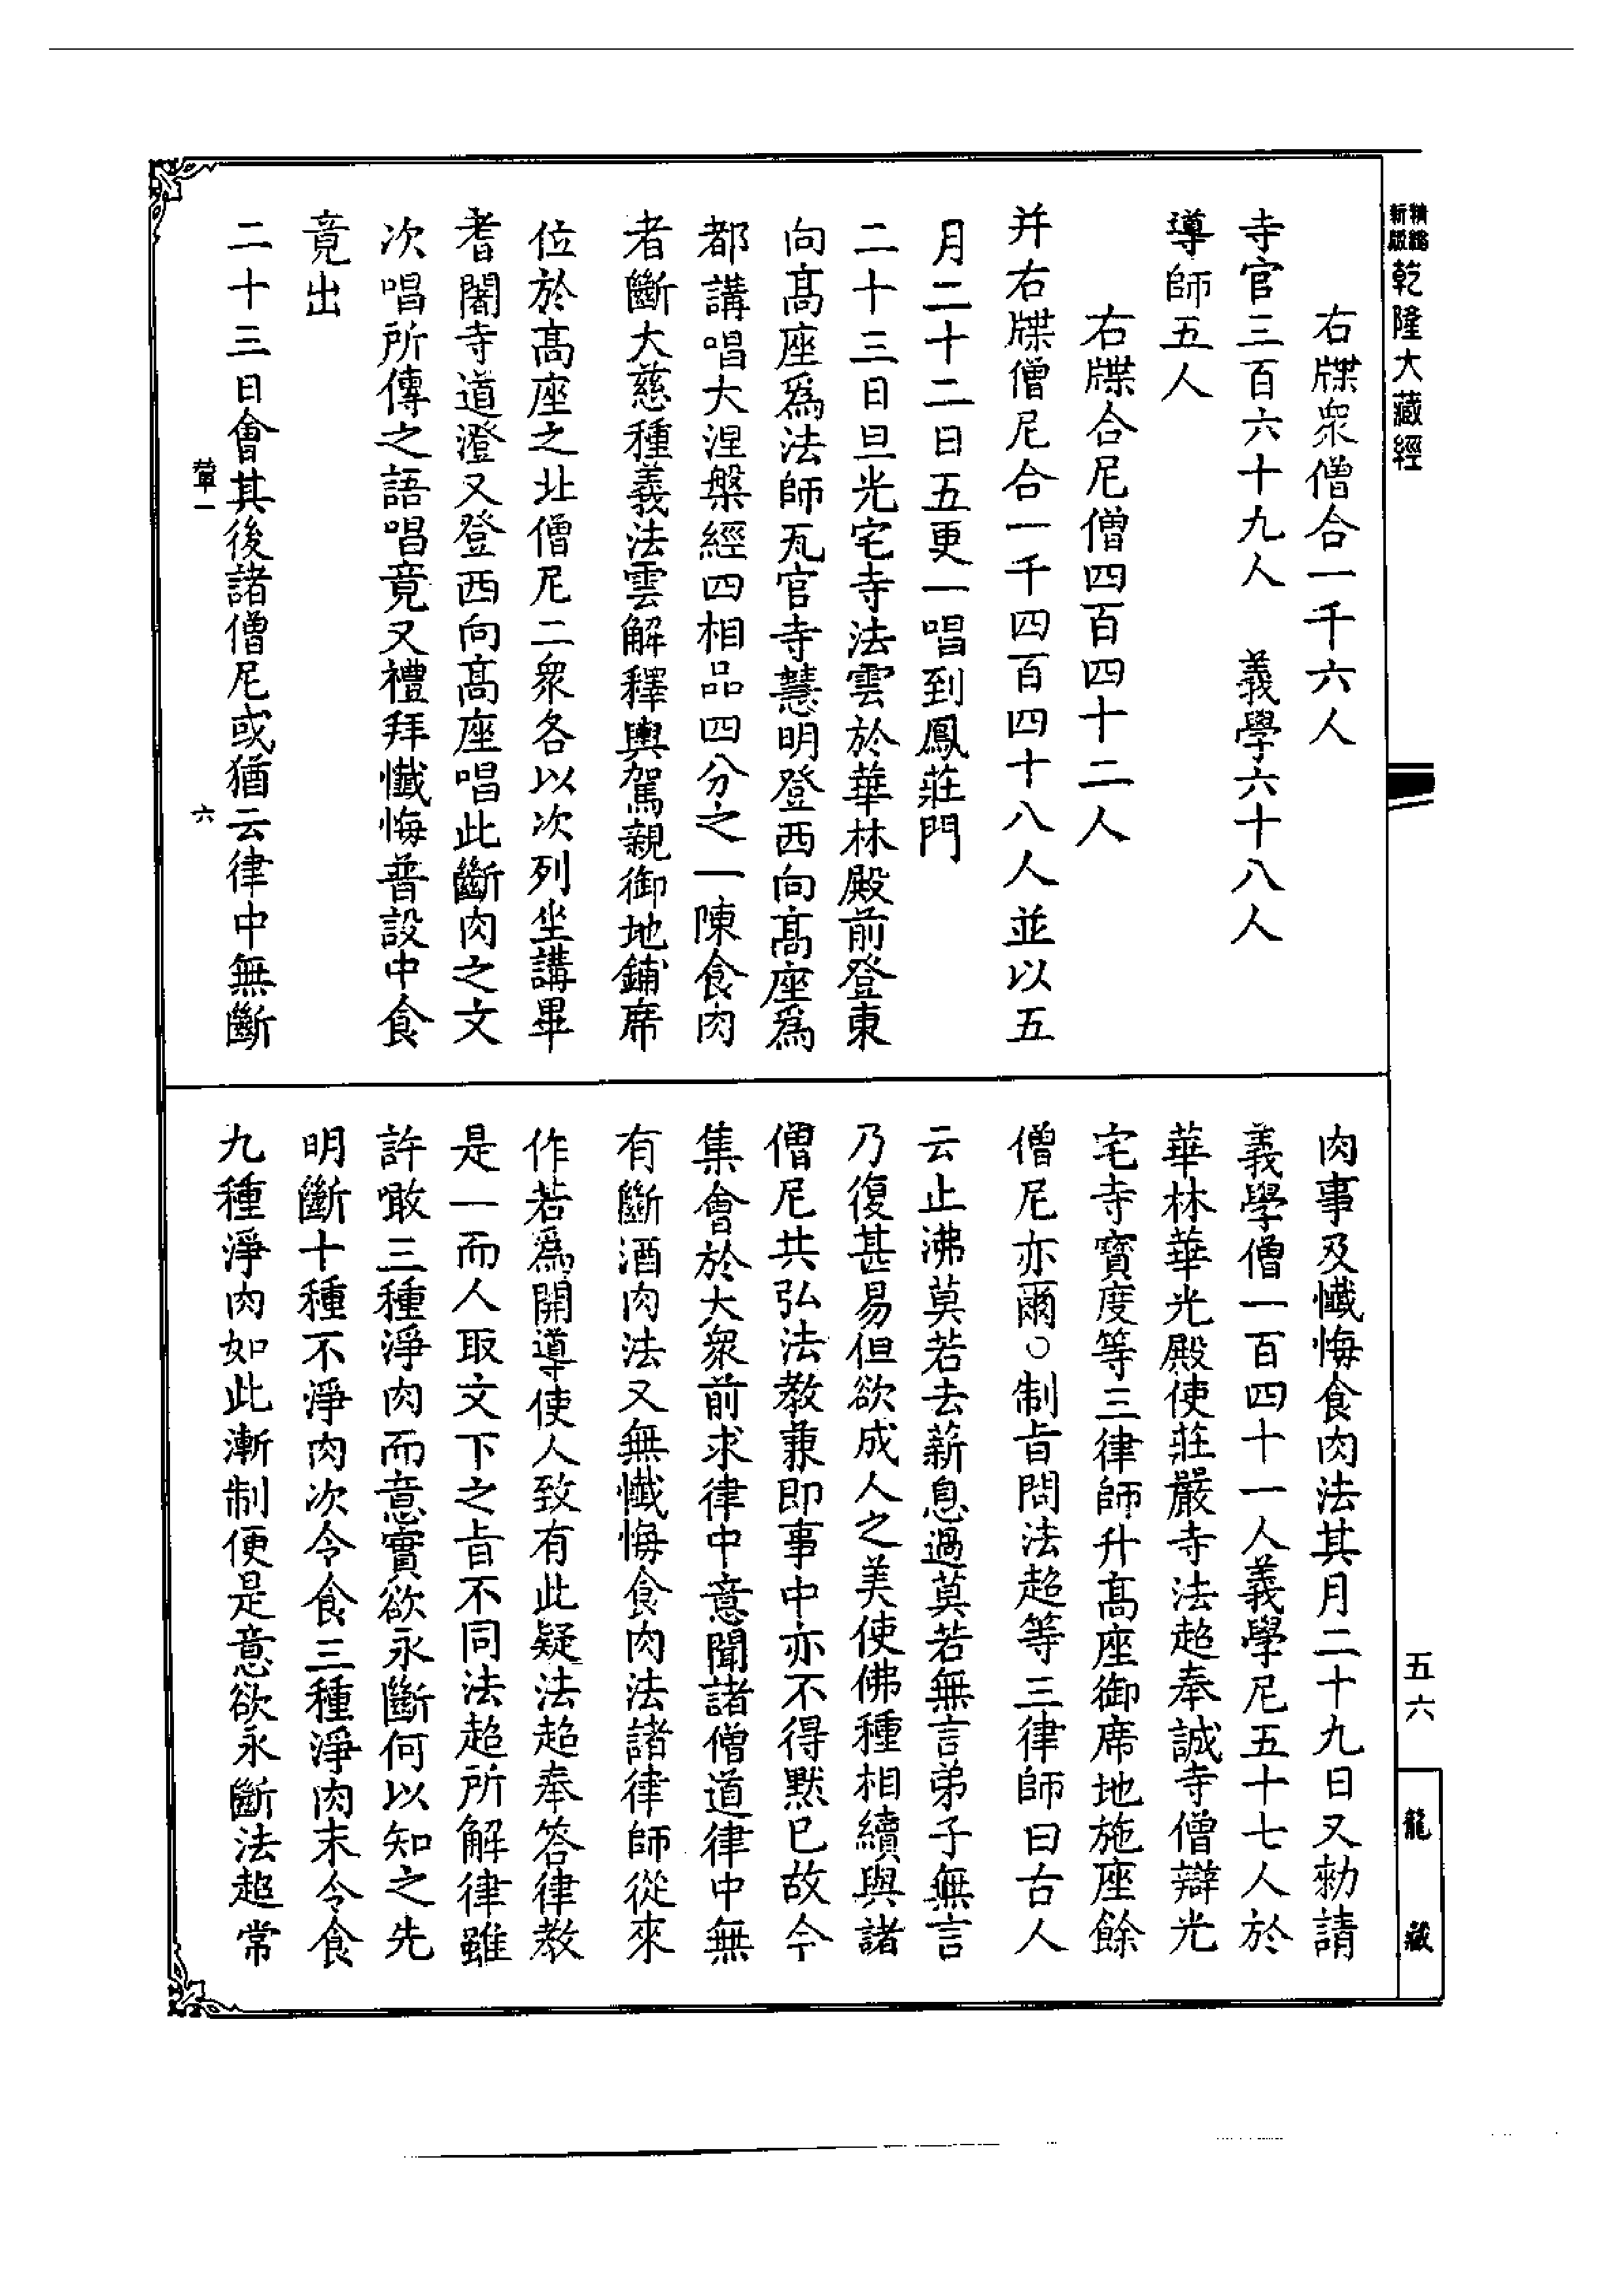 新編縮版
乾隆大藏經
右牒眾僧合一千六人
寺官三百六十九人　義學六十八人
導師五人
右牒合尼僧四百四十二人
并右牒僧尼合一千四百四十八人並以五
月二十二日五更一唱到鳳莊門
二十三日旦光宅寺法雲於華林殿前登東
向高座爲法師瓦官寺慧明登西向高座爲
都講唱大涅槃經四相品四分之一陳食肉
者斷大慈種義法雲解釋輿駕親御地鋪席
位於高座之北僧尼二眾各以次列坐講畢
耆闍寺道澄又登西向高座唱此斷肉之文
次唱所傳之語唱竟又禮拜懺悔普設中食
竟出
二十三日會其後諸僧尼或猶云律中無斷
六
肉事及懺悔食肉法其月二十九日又勑請
義學僧一百四十一人義學尼五十七人於
華林華光殿使莊嚴寺法超奉誠寺僧辯光
宅寺寳度等三律師升高座御席地施座餘
僧尼亦爾○制旨問法超等三律師曰古人
云止沸莫若去薪息過莫若無言弟子無言
乃復甚易但欲成人之美使佛種相續與諸
僧尼共弘法教兼即事中亦不得默已故今
集會於大眾前求律中意聞諸僧道律中無
有斷酒肉法又無懺悔食肉法諸律師從來
作若爲開導使人致有此疑法超奉答律教
是一而人取文下之旨不同法超所解律雖
許噉三種淨肉而意實欲永斷何以知之先
明斷十種不淨肉次令食三種淨肉末令食
九種淨肉如此漸制便是意欲永斷法超常
五六
龍藏